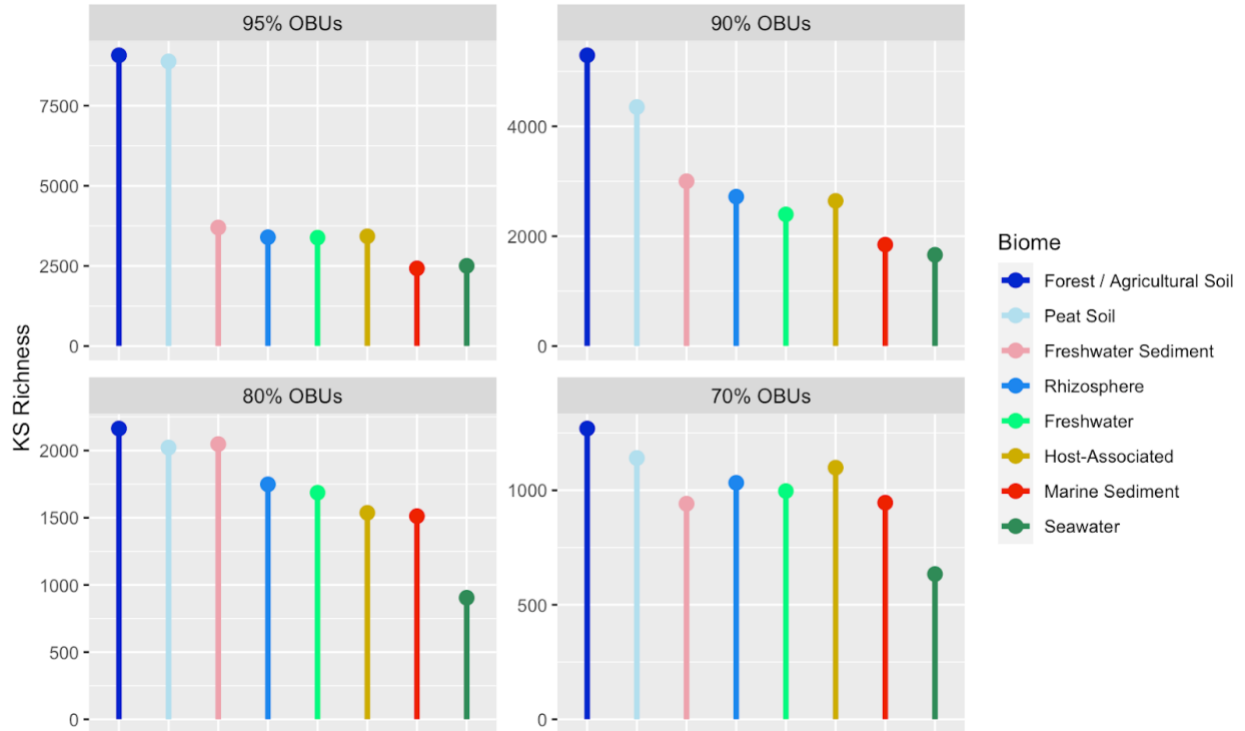 95% OBUs
90% OBUs
7500
5000
2500
0
4000
2000
0
KS Richness
80% OBUs
70% OBUs
2000
1500
1000
500
0
1000
500
0
Biome
Forest / Agricultural Soil
Peat Soil
Freshwater Sediment
Rhizosphere
Freshwater
Host-Associated
Marine Sediment
Seawater